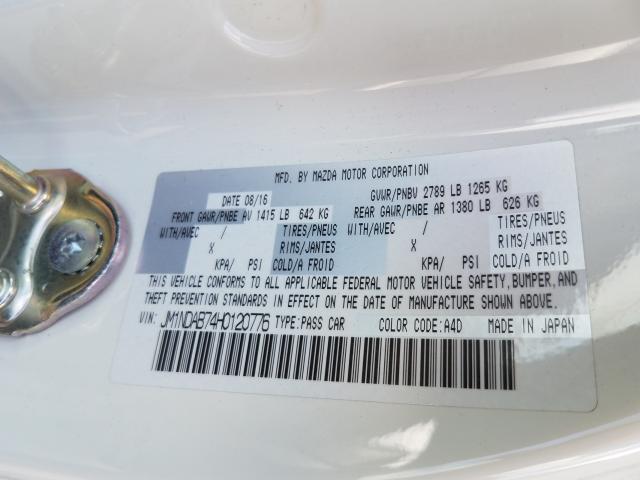 MFD. BY MAZDA MOTOR CORPORATION
DATE 08/16 GVWR/PNBV 2789 LB 1265 KG
FRONT GAWR/PNBE AV 1415 LB 642 KG REAR GAWR/PNBE AR 1380 LB 626 KG
WITH/AVEC / TIRES/PNEUS WITH/AVEC / TIRES/PNEUS
X RIMS/JANTES X RIMS/JANTES
KPA/ PSI COLD/A FROID KPA/ PSI COLD/A FROID
THIS VEHICLE CONFORMS TO ALL APPLICABLE FEDERAL MOTOR VEHICLE SAFETY, BUMPER, AND
THEFT PREVENTION STANDARDS IN EFFECT ON THE DATE OF MANUFACTURE SHOWN ABOVE.
VIN: JM1NDAB74H0120776 TYPE: PASS CAR COLOR CODE: A4D MADE IN JAPAN